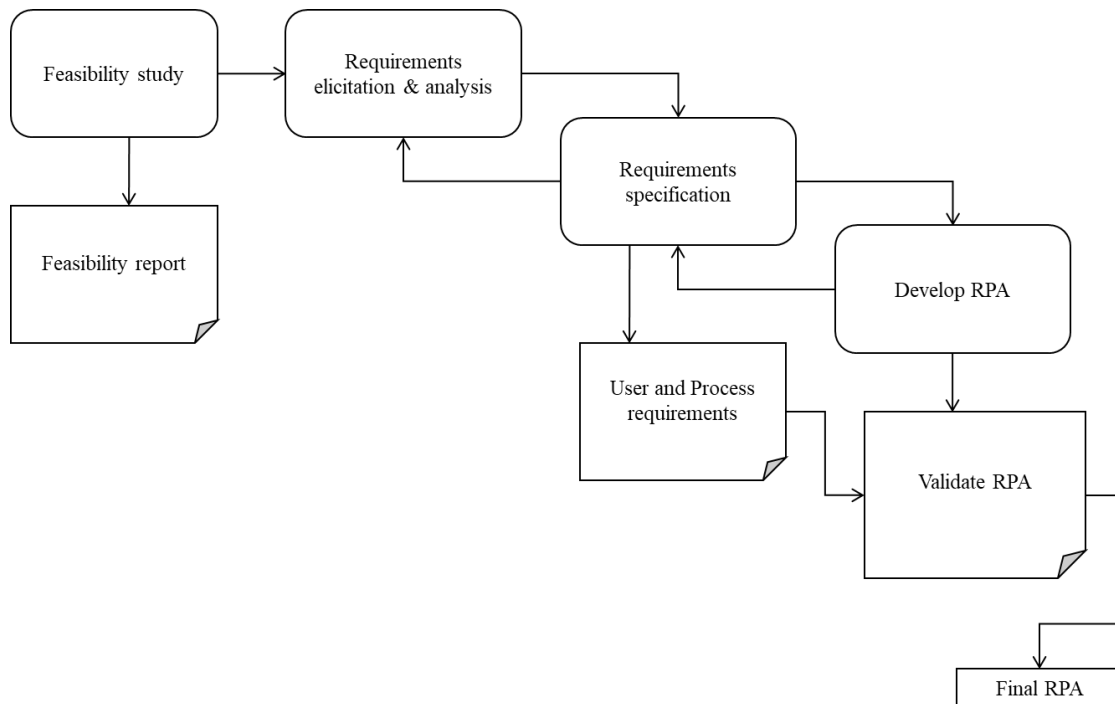 Feasibility study
Requirements
elicitation & analysis
Requirements
specification
Feasibility report
Develop RPA
User and Process
requirements
Validate RPA
Final RPA